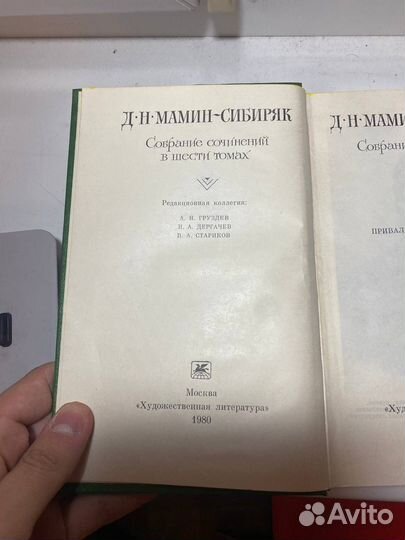 Д·Н·МАМИН-СИБИРЯК
Собрание сочинений
в шести томах
Редакционная коллегия:
А. И. ГРУЗДЕВ
И. А. ДЕРГАЧЕВ
В. А. СТАРИКОВ
Москва
«Художественная литература»
1980
Д·Н·МАМИ
Собрани
ПРИВАЛ
«Худ
Avito